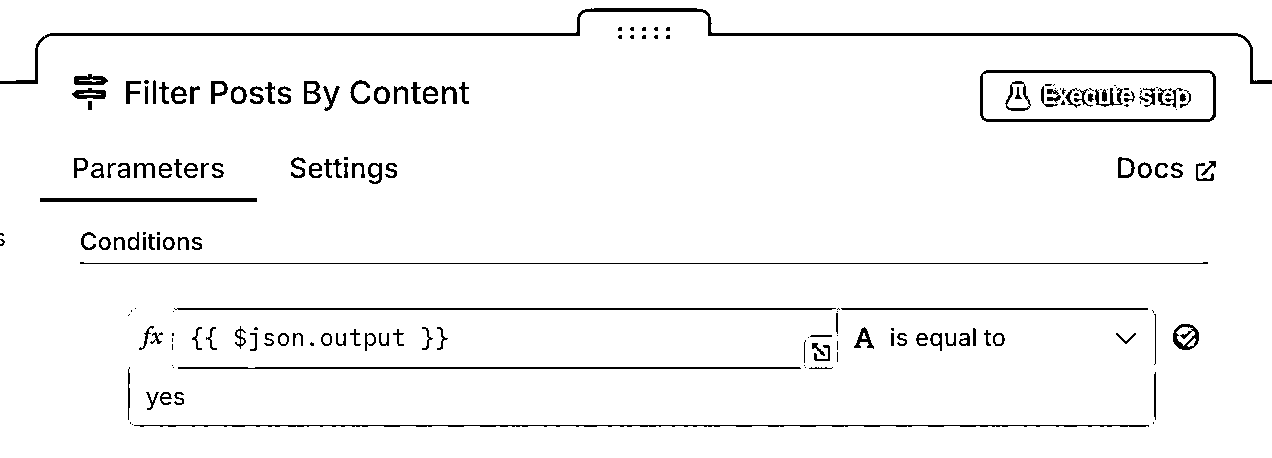 Filter Posts By Content
Execute step
Parameters
Settings
Docs
s
Conditions
fx
{{ $json.output }}
A is equal to
yes